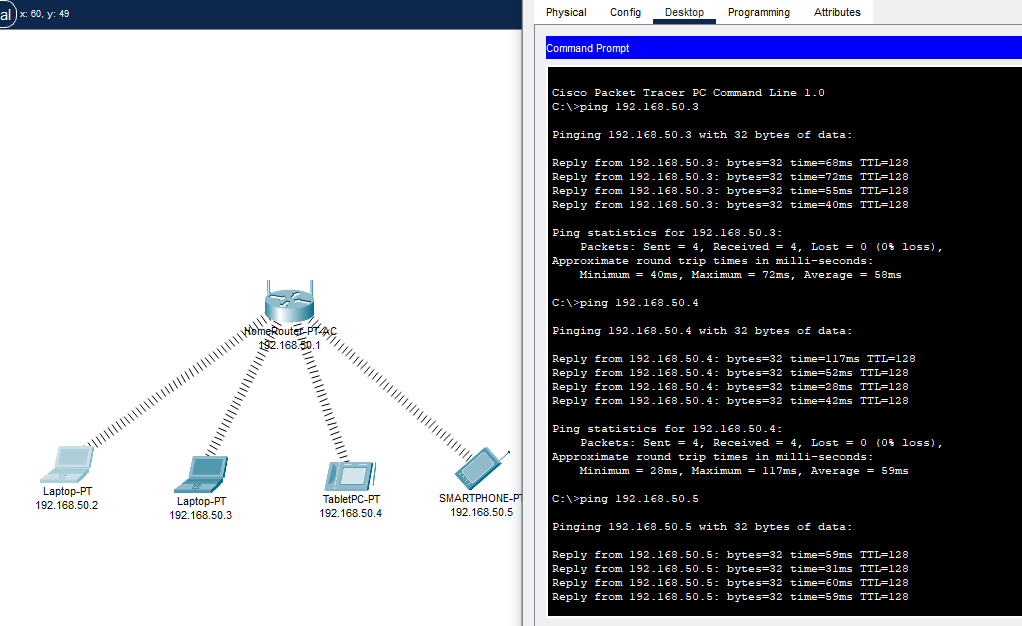 al x: 60, y: 49
HomeRouter-PT-AC
192.168.50.1
Laptop-PT
192.168.50.2
Laptop-PT
192.168.50.3
TabletPC-PT
192.168.50.4
SMARTPHONE-PT
192.168.50.5
Physical Config Desktop Programming Attributes
Command Prompt
Cisco Packet Tracer PC Command Line 1.0
C:\>ping 192.168.50.3
Pinging 192.168.50.3 with 32 bytes of data:
Reply from 192.168.50.3: bytes=32 time=68ms TTL=128
Reply from 192.168.50.3: bytes=32 time=72ms TTL=128
Reply from 192.168.50.3: bytes=32 time=55ms TTL=128
Reply from 192.168.50.3: bytes=32 time=40ms TTL=128
Ping statistics for 192.168.50.3:
Packets: Sent = 4, Received = 4, Lost = 0 (0% loss),
Approximate round trip times in milli-seconds:
Minimum = 40ms, Maximum = 72ms, Average = 58ms
C:\>ping 192.168.50.4
Pinging 192.168.50.4 with 32 bytes of data:
Reply from 192.168.50.4: bytes=32 time=117ms TTL=128
Reply from 192.168.50.4: bytes=32 time=52ms TTL=128
Reply from 192.168.50.4: bytes=32 time=28ms TTL=128
Reply from 192.168.50.4: bytes=32 time=42ms TTL=128
Ping statistics for 192.168.50.4:
Packets: Sent = 4, Received = 4, Lost = 0 (0% loss),
Approximate round trip times in milli-seconds:
Minimum = 28ms, Maximum = 117ms, Average = 59ms
C:\>ping 192.168.50.5
Pinging 192.168.50.5 with 32 bytes of data:
Reply from 192.168.50.5: bytes=32 time=59ms TTL=128
Reply from 192.168.50.5: bytes=32 time=31ms TTL=128
Reply from 192.168.50.5: bytes=32 time=60ms TTL=128
Reply from 192.168.50.5: bytes=32 time=59ms TTL=128